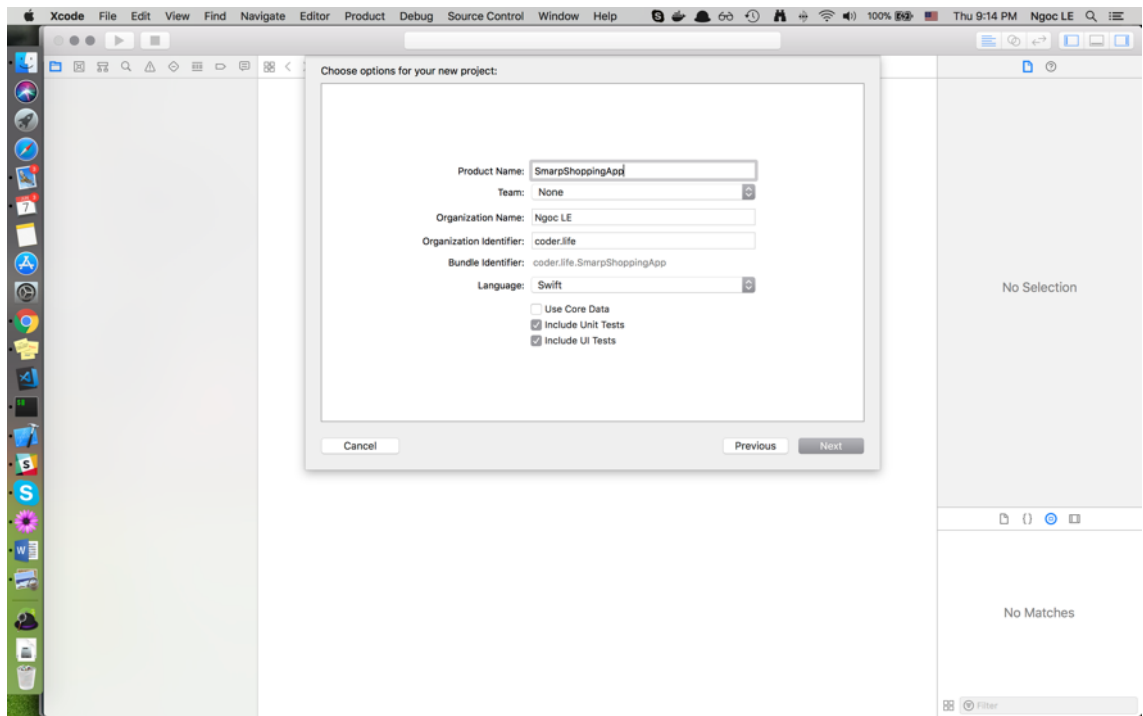 Xcode File Edit View Find Navigate Editor Product Debug Source Control Window Help 100% Thu 9:14 PM Ngoc LE
Choose options for your new project:
Product Name: SmarpShoppingApp
Team: None
Organization Name: Ngoc LE
Organization Identifier: coder.life
Bundle Identifier: coder.life.SmarpShoppingApp
Language: Swift
Use Core Data
Include Unit Tests
Include UI Tests
Cancel Previous Next
No Selection
No Matches
Filter
7